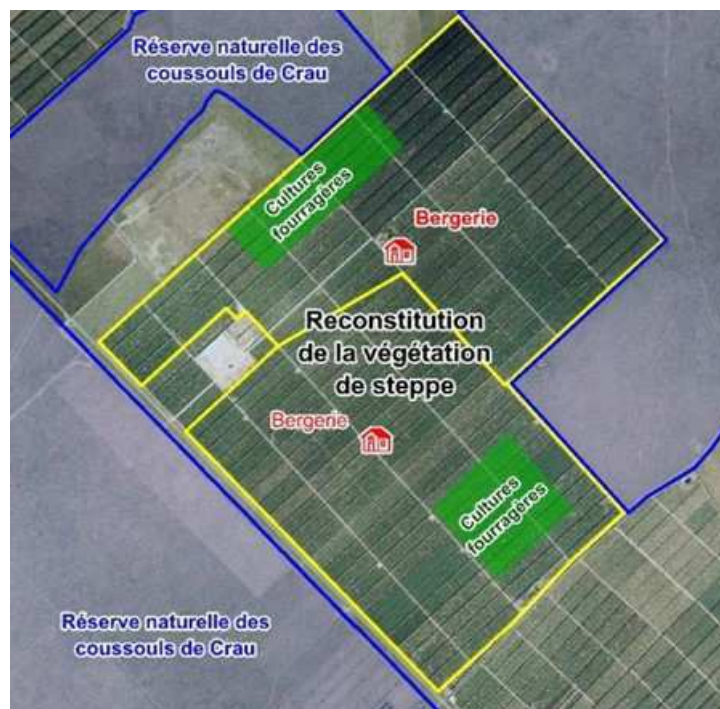 Réserve naturelle des
coussouls de Crau
Cultures
fourragères
Bergerie
Reconstitution
de la végétation
de steppe
Bergerie
Cultures
fourragères
Réserve naturelle des
coussouls de Crau